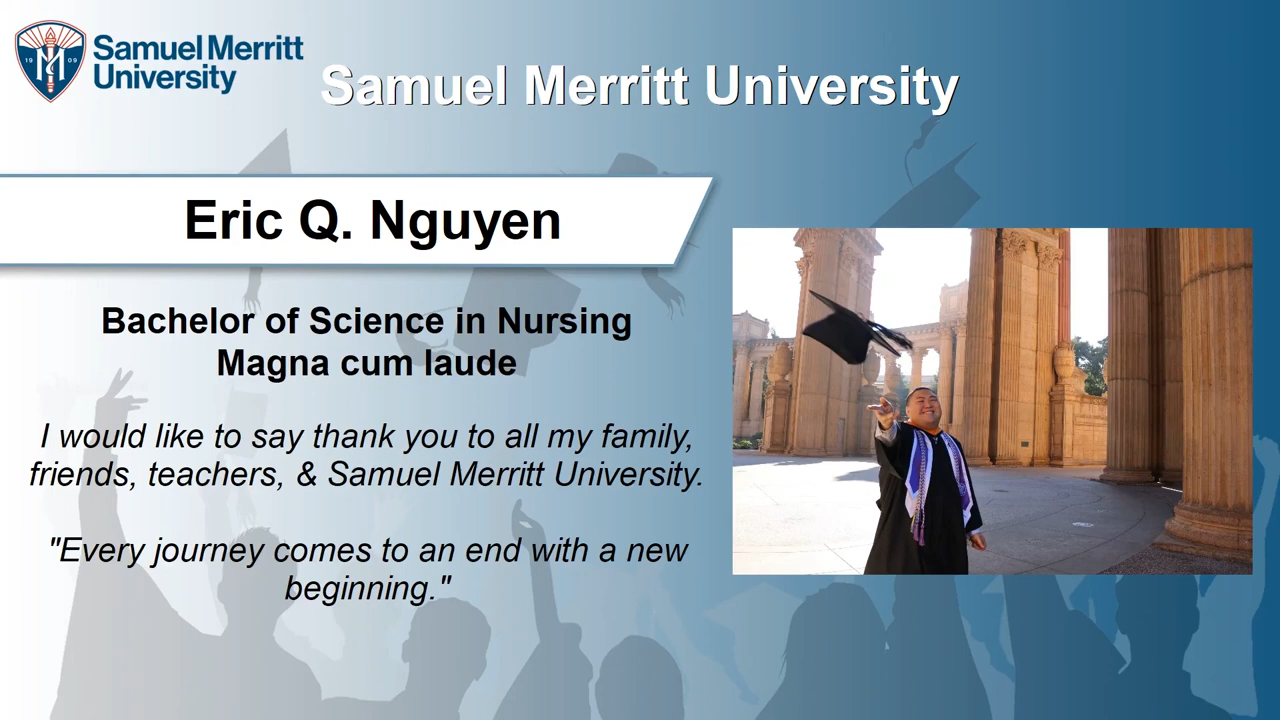 Samuel Merritt
University
19 09
Samuel Merritt University
Eric Q. Nguyen
Bachelor of Science in Nursing
Magna cum laude
I would like to say thank you to all my family,
friends, teachers, & Samuel Merritt University.
"Every journey comes to an end with a new
beginning."